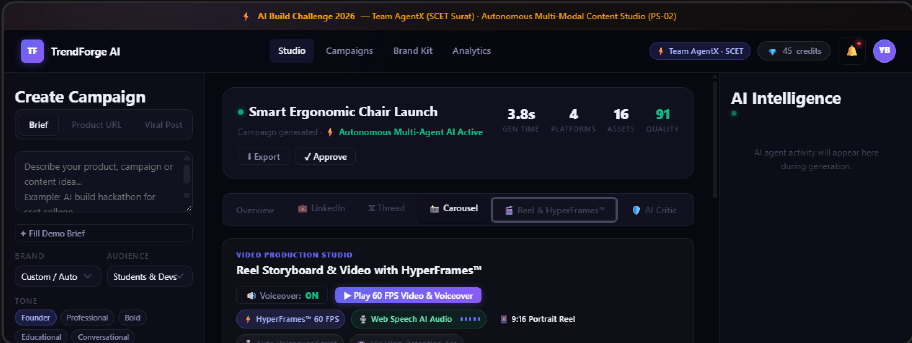 ⚡ AI Build Challenge 2026 — Team AgentX (SCET Surat) · Autonomous Multi-Modal Content Studio (PS-02)
TF TrendForge AI Studio Campaigns Brand Kit Analytics ⚡ Team AgentX · SCET 💎 45 credits YB
Create Campaign
Brief Product URL Viral Post
Describe your product, campaign or
content idea...
Example: AI build hackathon for
✦ Fill Demo Brief
BRAND AUDIENCE
Custom / Auto Students & Devs
TONE
Founder Professional Bold
Educational Conversational
Smart Ergonomic Chair Launch
Campaign generated · ⚡ Autonomous Multi-Agent AI Active
3.8s 4 16 91
GEN TIME PLATFORMS ASSETS QUALITY
⬇ Export ✓ Approve
Overview LinkedIn Thread Carousel Reel & HyperFrames™ AI Critic
VIDEO PRODUCTION STUDIO
Reel Storyboard & Video with HyperFrames™
Voiceover: ON ▶ Play 60 FPS Video & Voiceover
⚡ HyperFrames™ 60 FPS Web Speech AI Audio 9:16 Portrait Reel
AI Intelligence
AI agent activity will appear here
during generation.